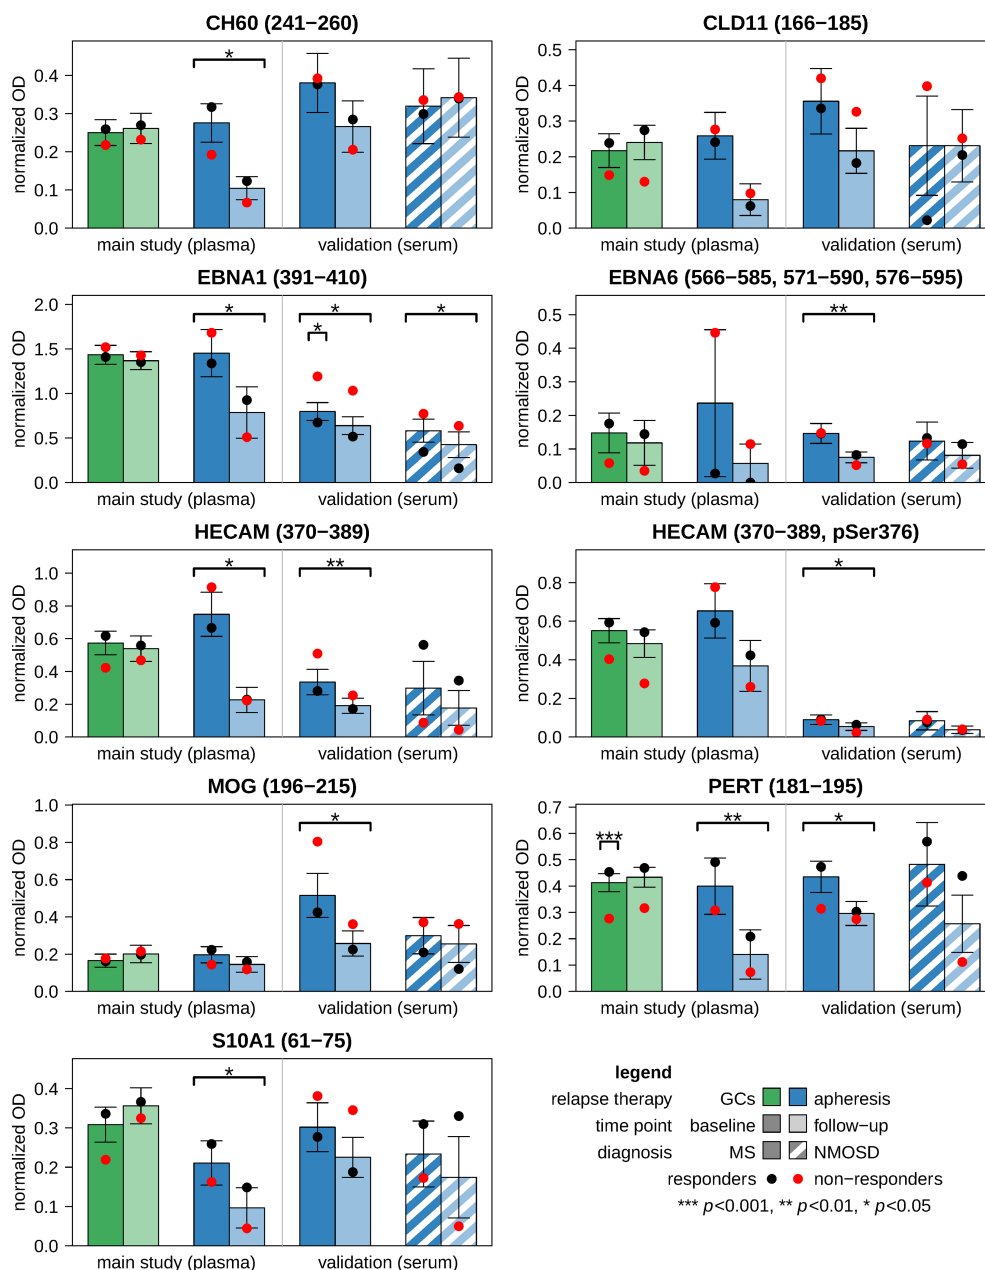 CH60 (241−260)
normalized OD
0.4
0.3
0.2
0.1
0.0
*
main study (plasma)
validation (serum)
CLD11 (166−185)
normalized OD
0.5
0.4
0.3
0.2
0.1
0.0
main study (plasma)
validation (serum)
EBNA1 (391−410)
normalized OD
2.0
1.5
1.0
0.5
0.0
*
*
*
*
main study (plasma)
validation (serum)
EBNA6 (566−585, 571−590, 576−595)
normalized OD
0.5
0.4
0.3
0.2
0.1
0.0
**
main study (plasma)
validation (serum)
HECAM (370−389)
normalized OD
1.0
0.8
0.6
0.4
0.2
0.0
*
**
main study (plasma)
validation (serum)
HECAM (370−389, pSer376)
normalized OD
0.8
0.6
0.4
0.2
0.0
*
main study (plasma)
validation (serum)
MOG (196−215)
normalized OD
1.0
0.8
0.6
0.4
0.2
0.0
*
main study (plasma)
validation (serum)
PERT (181−195)
normalized OD
0.7
0.6
0.5
0.4
0.3
0.2
0.1
0.0
***
**
*
main study (plasma)
validation (serum)
S10A1 (61−75)
normalized OD
0.4
0.3
0.2
0.1
0.0
*
main study (plasma)
validation (serum)
legend
relapse therapy GCs apheresis
time point baseline follow-up
diagnosis MS NMOSD
responders non-responders
*** p<0.001, ** p<0.01, * p<0.05